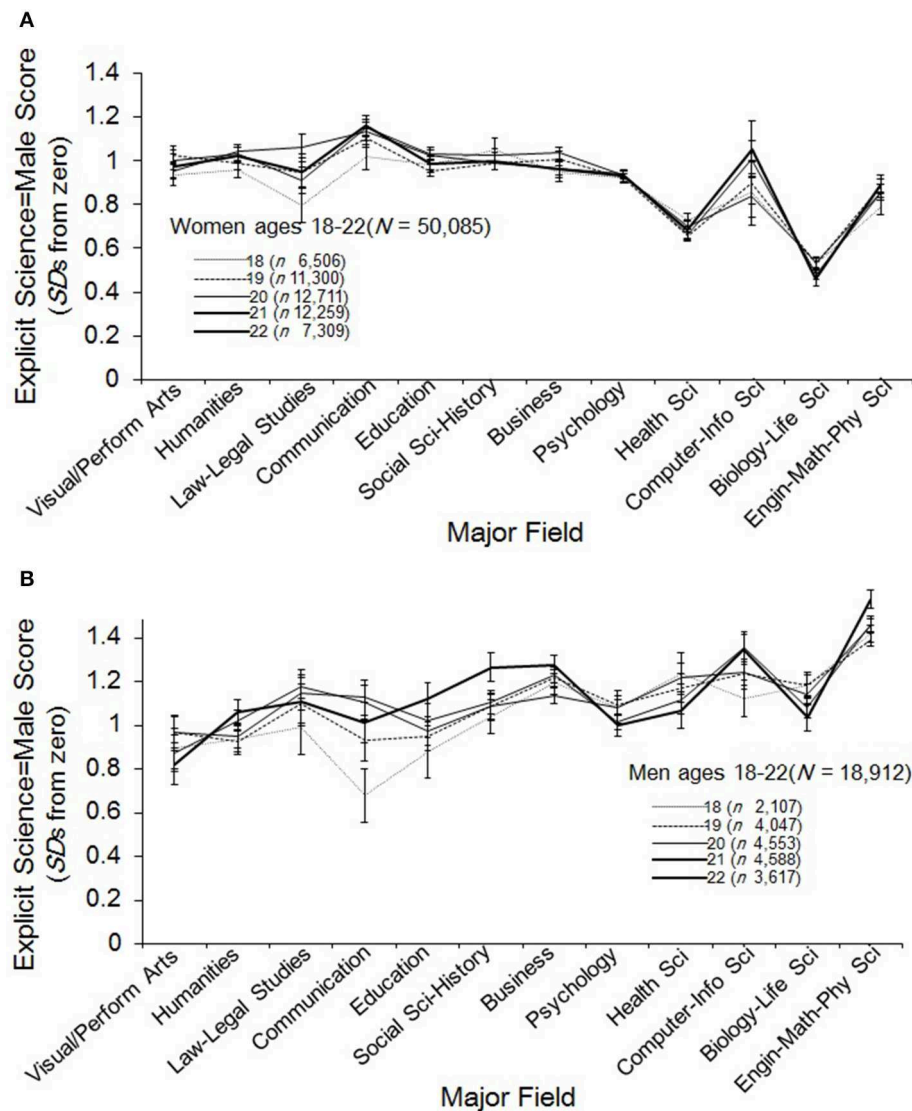 A
Explicit Science=Male Score
(SDs from zero)
1.4
1.2
1
0.8
0.6
0.4
0.2
0
Women ages 18-22(N = 50,085)
18 (n 6,506)
19 (n 11,300)
20 (n 12,711)
21 (n 12,259)
22 (n 7,309)
Visual/Perform Arts
Humanities
Law-Legal Studies
Communication
Education
Social Sci-History
Business
Psychology
Health Sci
Computer-Info Sci
Biology-Life Sci
Engin-Math-Phy Sci
Major Field
B
Explicit Science=Male Score
(SDs from zero)
1.4
1.2
1
0.8
0.6
0.4
0.2
0
Men ages 18-22(N = 18,912)
18 (n 2,107)
19 (n 4,047)
20 (n 4,553)
21 (n 4,588)
22 (n 3,617)
Visual/Perform Arts
Humanities
Law-Legal Studies
Communication
Education
Social Sci-History
Business
Psychology
Health Sci
Computer-Info Sci
Biology-Life Sci
Engin-Math-Phy Sci
Major Field